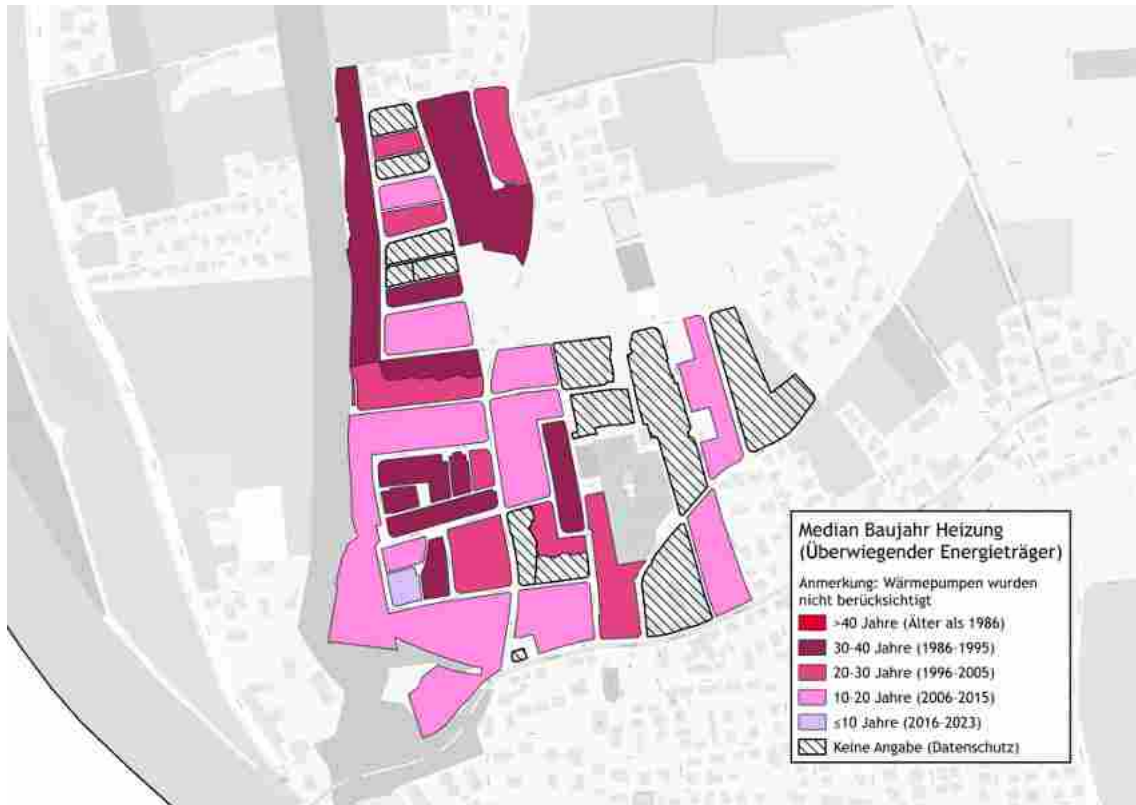 Median Baujahr Heizung
(Überwiegender Energieträger)
Anmerkung: Wärmepumpen wurden
nicht berücksichtigt
>40 Jahre (Älter als 1986)
30-40 Jahre (1986-1995)
20-30 Jahre (1996-2005)
10-20 Jahre (2006-2015)
≤10 Jahre (2016-2023)
Keine Angabe (Datenschutz)